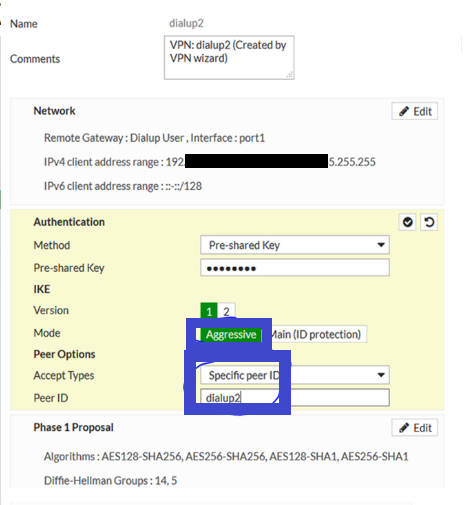 Name dialup2
Comments VPN: dialup2 (Created by
VPN wizard)
Network Edit
Remote Gateway : Dialup User , Interface : port1
IPv4 client address range : 192. 5.255.255
IPv6 client address range : ::-::/128
Authentication
Method Pre-shared Key
Pre-shared Key ••••••••
IKE
Version 1 2
Mode Aggressive Main (ID protection)
Peer Options
Accept Types Specific peer ID
Peer ID dialup2
Phase 1 Proposal Edit
Algorithms : AES128-SHA256, AES256-SHA256, AES128-SHA1, AES256-SHA1
Diffie-Hellman Groups : 14, 5